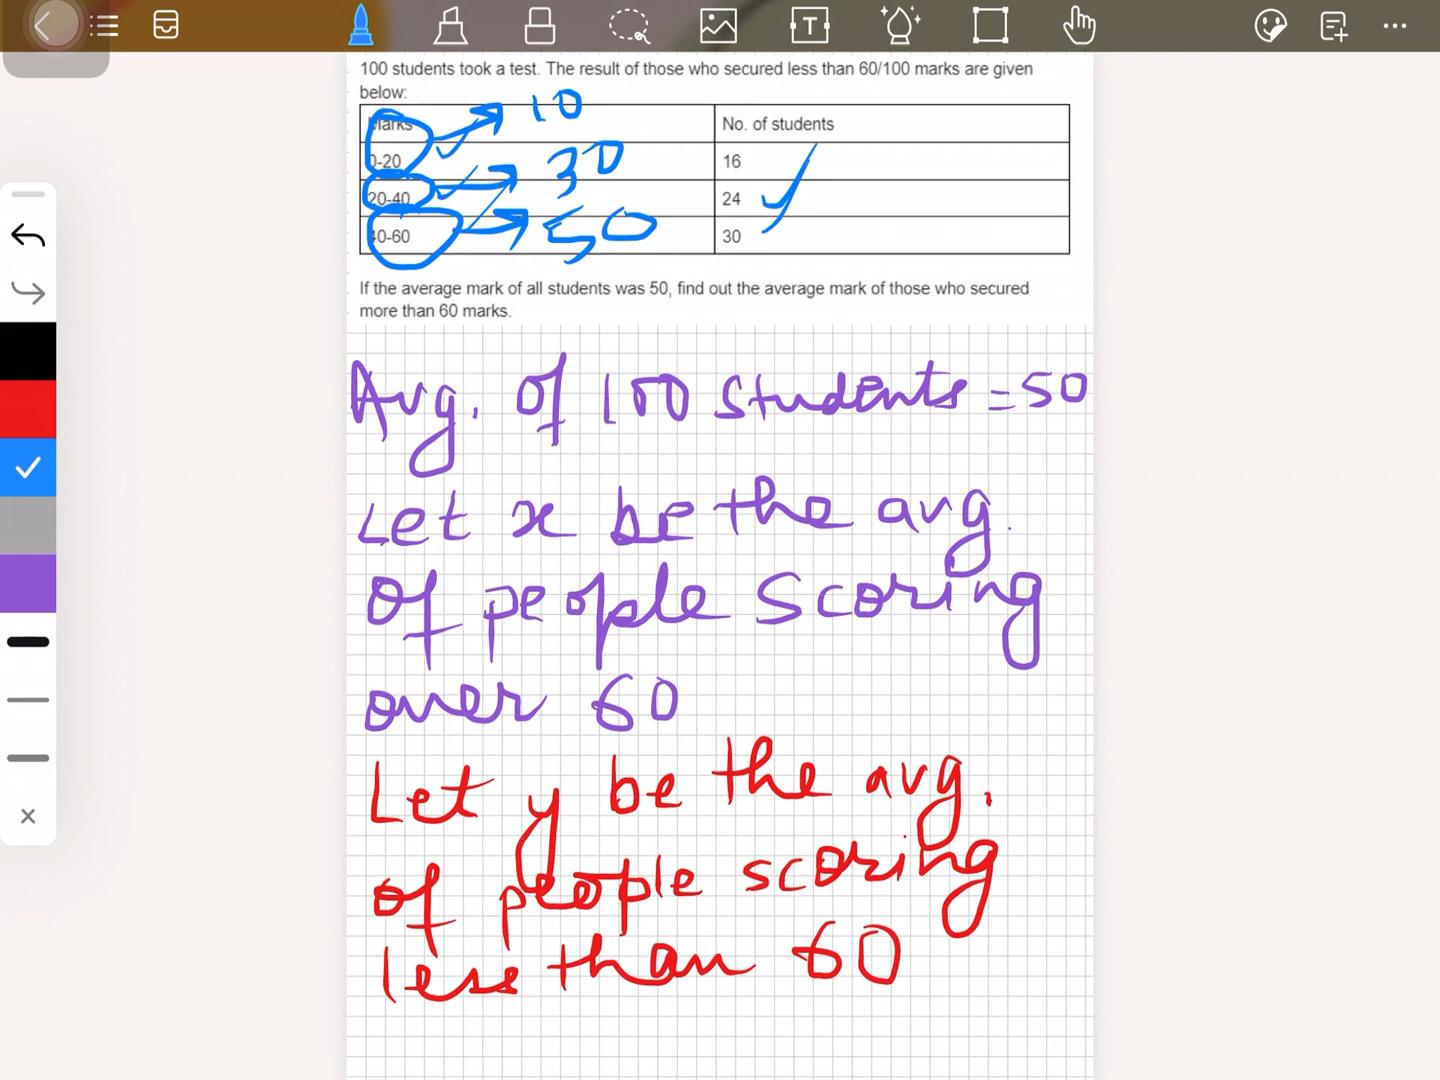 100 students took a test. The result of those who secured less than 60/100 marks are given
below:
Marks No. of students
0-20 10 16
20-40 30 24
40-60 50 30
If the average mark of all students was 50, find out the average mark of those who secured
more than 60 marks.
Avg. of 100 students = 50
Let x be the avg.
of people scoring
over 60
Let y be the avg.
of people scoring
less than 60